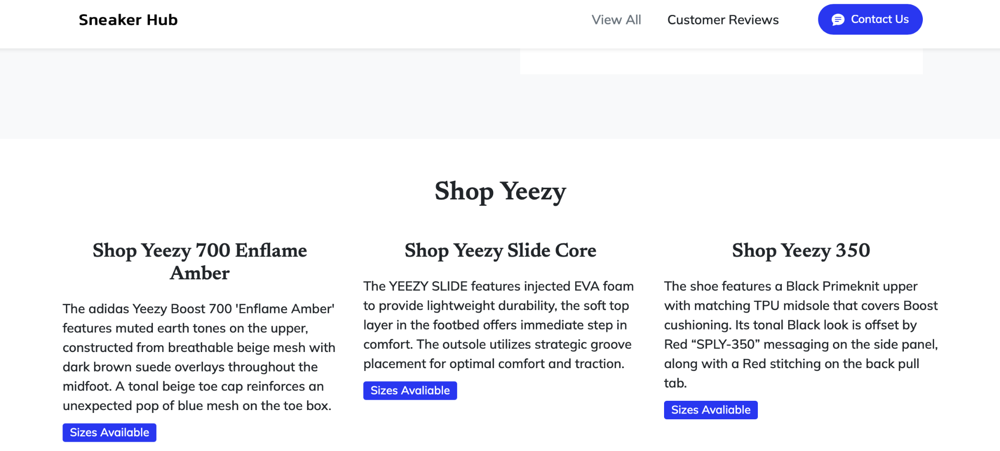 Sneaker Hub
View All
Customer Reviews
Contact Us
Shop Yeezy
Shop Yeezy 700 Enflame
Amber
The adidas Yeezy Boost 700 'Enflame Amber'
features muted earth tones on the upper,
constructed from breathable beige mesh with
dark brown suede overlays throughout the
midfoot. A tonal beige toe cap reinforces an
unexpected pop of blue mesh on the toe box.
Sizes Available
Shop Yeezy Slide Core
The YEEZY SLIDE features injected EVA foam
to provide lightweight durability, the soft top
layer in the footbed offers immediate step in
comfort. The outsole utilizes strategic groove
placement for optimal comfort and traction.
Sizes Avaliable
Shop Yeezy 350
The shoe features a Black Primeknit upper
with matching TPU midsole that covers Boost
cushioning. Its tonal Black look is offset by
Red “SPLY-350” messaging on the side panel,
along with a Red stitching on the back pull
tab.
Sizes Avaliable